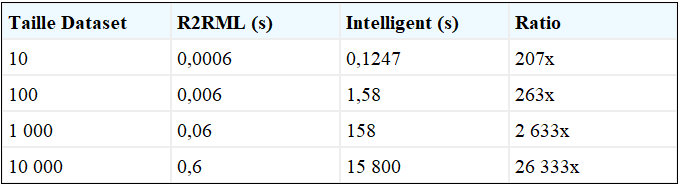 Taille Dataset R2RML (s) Intelligent (s) Ratio
10 0,0006 0,1247 207x
100 0,006 1,58 263x
1 000 0,06 158 2 633x
10 000 0,6 15 800 26 333x